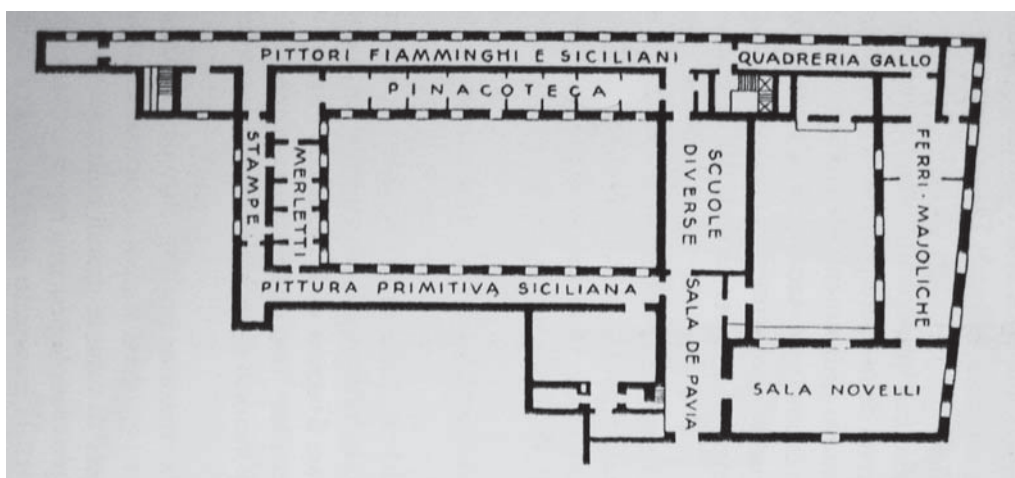 PITTORI FIAMMINGHI E SICILIANI
QUADRERIA GALLO
PINACOTECA
STAMPE
MERLETTI
SCUOLE
DIVERSE
FERRI · MAJOLICHE
PITTURA PRIMITIVA SICILIANA
SALA DE PAVIA
SALA NOVELLI